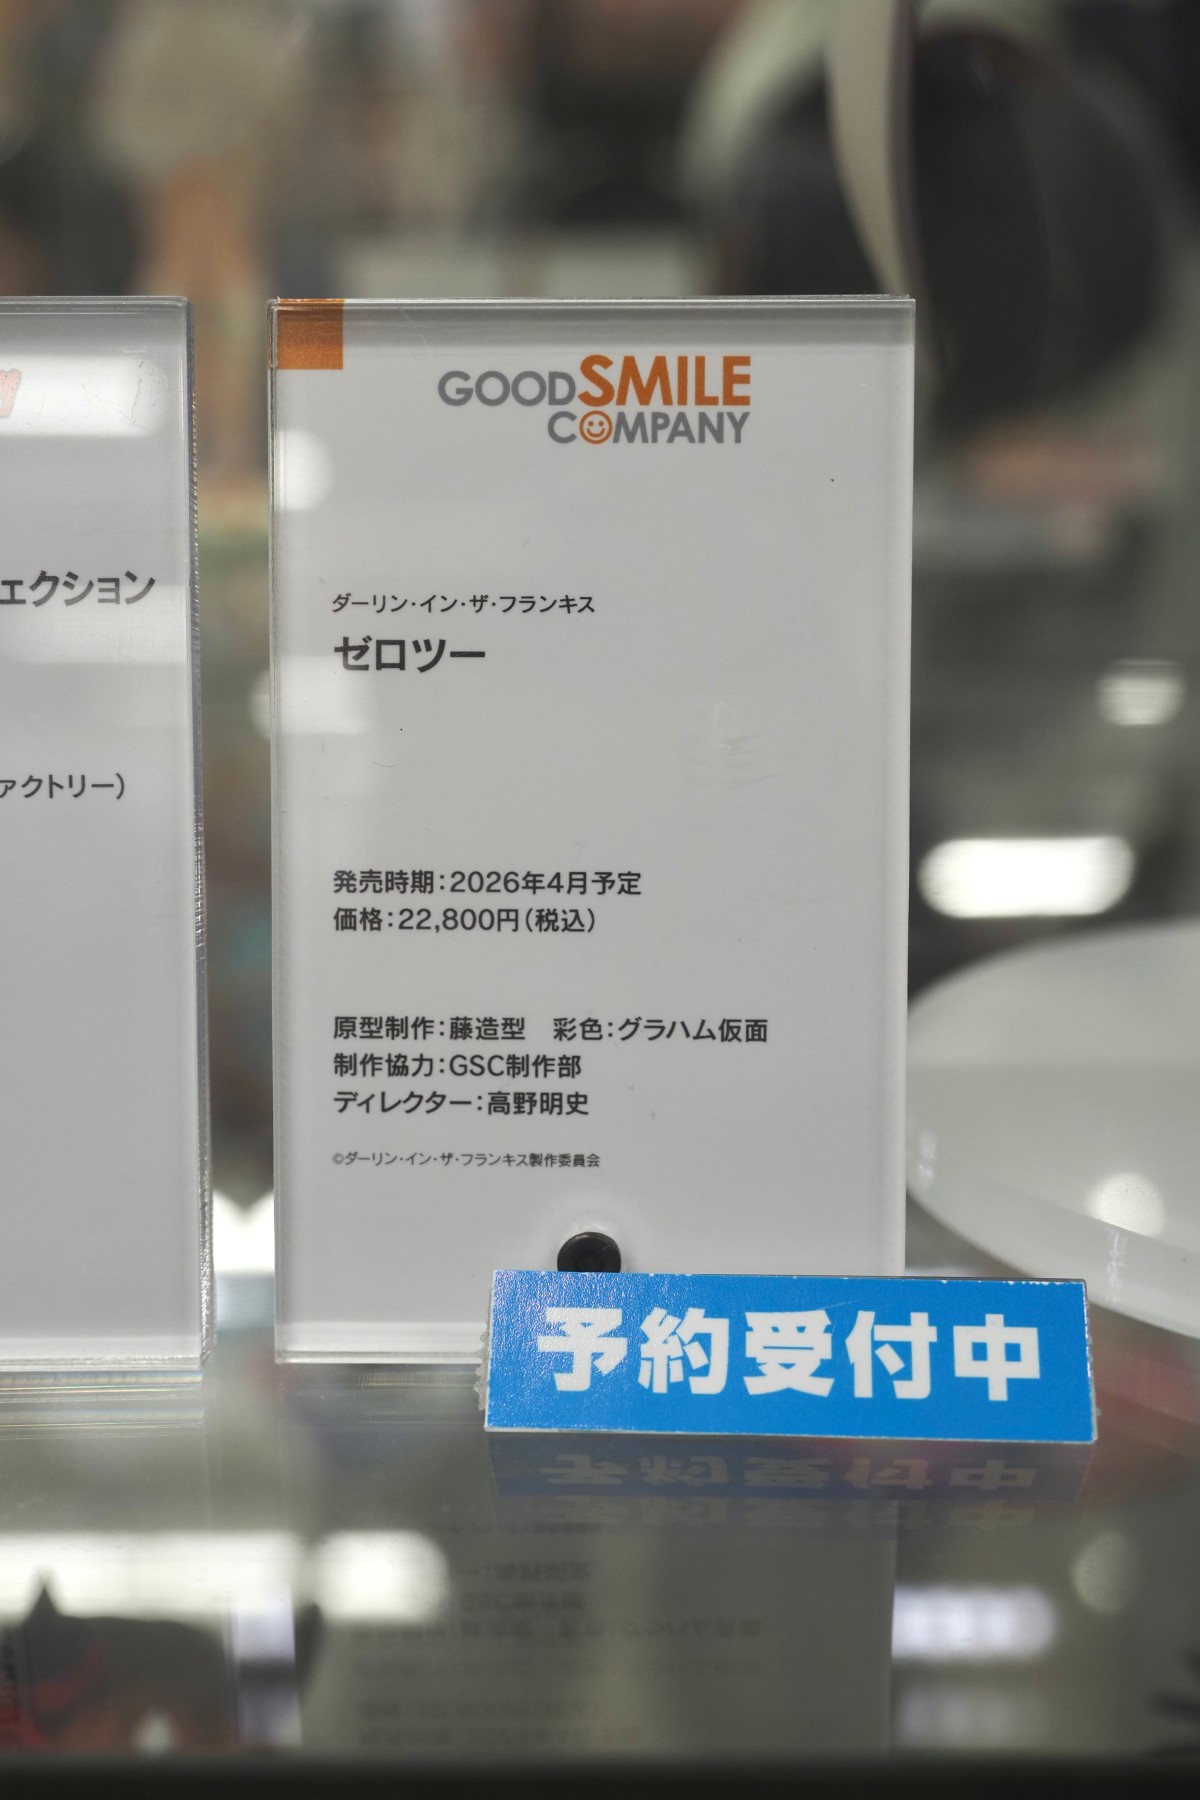 GOODSMILE
COMPANY
ェクション
ァクトリー）
ダーリン・イン・ザ・フランキス
ゼロツー
発売時期：2026年4月予定
価格：22,800円（税込）
原型制作：藤造型　彩色：グラハム仮面
制作協力：GSC制作部
ディレクター：高野明史
©ダーリン・イン・ザ・フランキス製作委員会
予約受付中